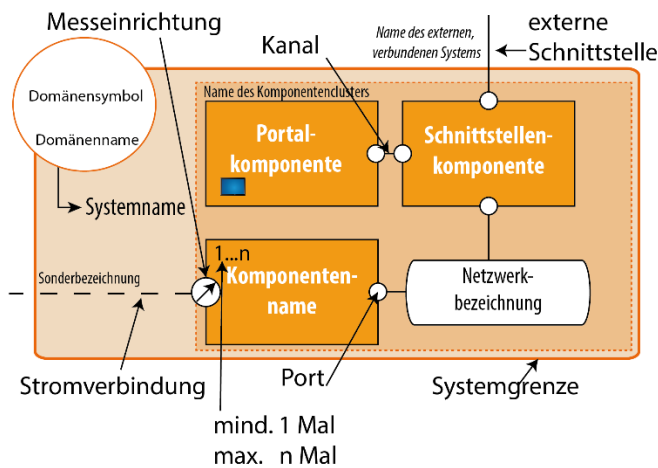 Messeinrichtung
Kanal
Name des externen,
verbundenen Systems
externe
Schnittstelle
Domänensymbol
Domänenname
Systemname
Name des Komponentenclusters
Portal-
komponente
Schnittstellen-
komponente
1...n
Komponenten-
name
Netzwerk-
bezeichnung
Sonderbezeichnung
Stromverbindung
Port
Systemgrenze
mind. 1 Mal
max. n Mal